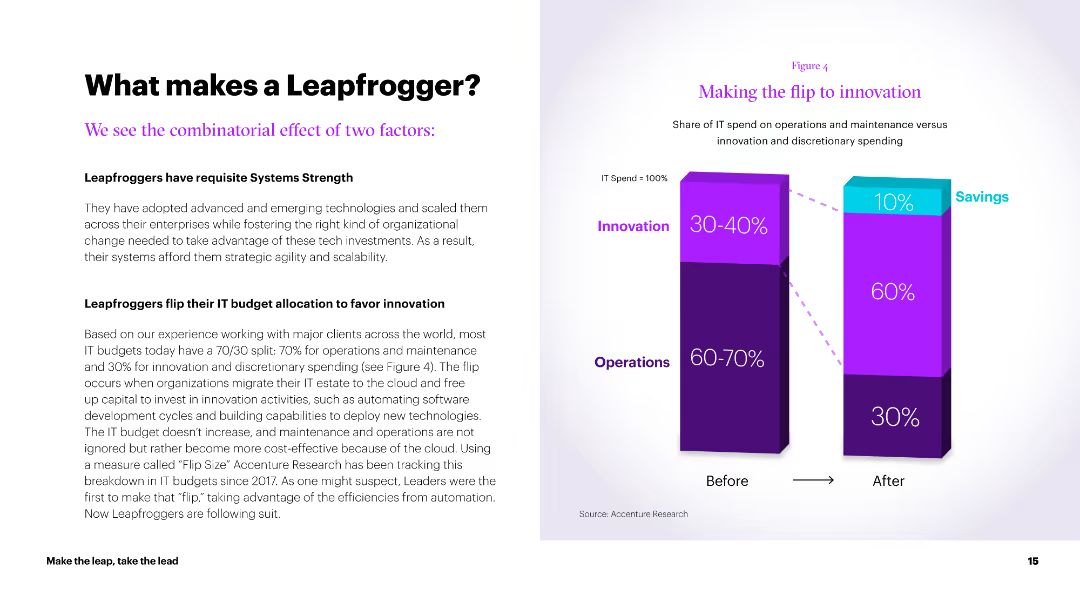 What makes a Leapfrogger?
We see the combinatorial effect of two factors:
Leapfroggers have requisite Systems Strength
They have adopted advanced and emerging technologies and scaled them
across their enterprises while fostering the right kind of organizational
change needed to take advantage of these tech investments. As a result,
their systems afford them strategic agility and scalability.
Leapfroggers flip their IT budget allocation to favor innovation
Based on our experience working with major clients across the world, most
IT budgets today have a 70/30 split: 70% for operations and maintenance
and 30% for innovation and discretionary spending (see Figure 4). The flip
occurs when organizations migrate their IT estate to the cloud and free
up capital to invest in innovation activities, such as automating software
development cycles and building capabilities to deploy new technologies.
The IT budget doesn't increase, and maintenance and operations are not
ignored but rather become more cost-effective because of the cloud. Using
a measure called "Flip Size" Accenture Research has been tracking this
breakdown in IT budgets since 2017. As one might suspect, Leaders were the
first to make that "flip," taking advantage of the efficiencies from automation.
Now Leapfroggers are following suit.
Figure 4
Making the flip to innovation
Share of IT spend on operations and maintenance versus
innovation and discretionary spending
IT Spend = 100%
Innovation
30-40%
Operations
60-70%
10%
Savings
60%
30%
Before
After
Source: Accenture Research
Make the leap, take the lead
15